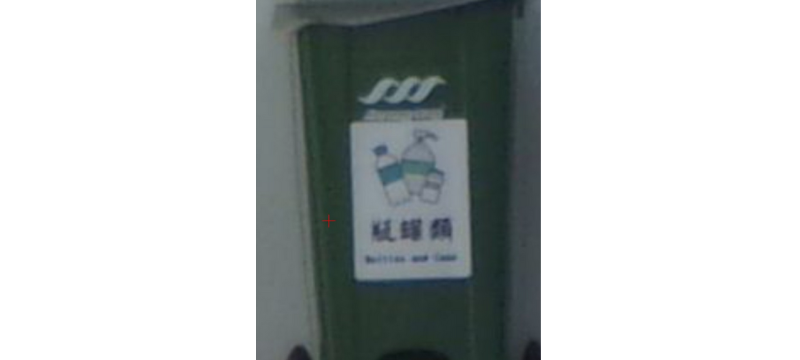 瓶罐類
Bottles and Cans